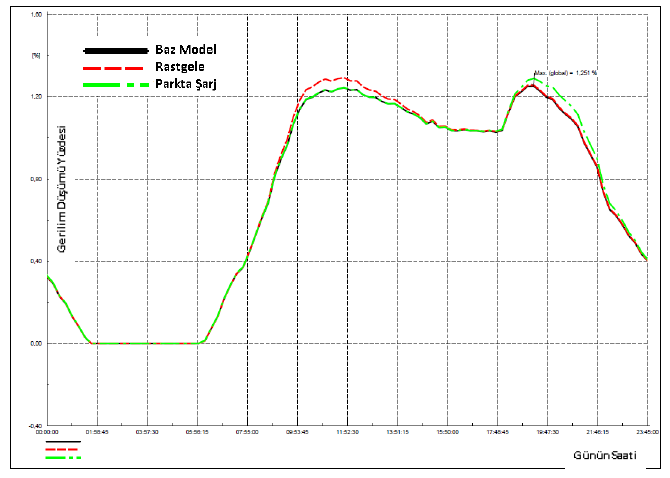 1,60
[%]
Baz Model
Rastgele
Parkta Şarj
Max. (global) = 1,251 %
1,20
Gerilim Düşümü Yüzdesi
0,80
0,40
0,00
-0,40
00:00:00 01:58:45 03:57:30 05:56:15 07:55:00 09:53:45 11:52:30 13:51:15 15:50:00 17:48:45 19:47:30 21:46:15 23:45:00
Günün Saati